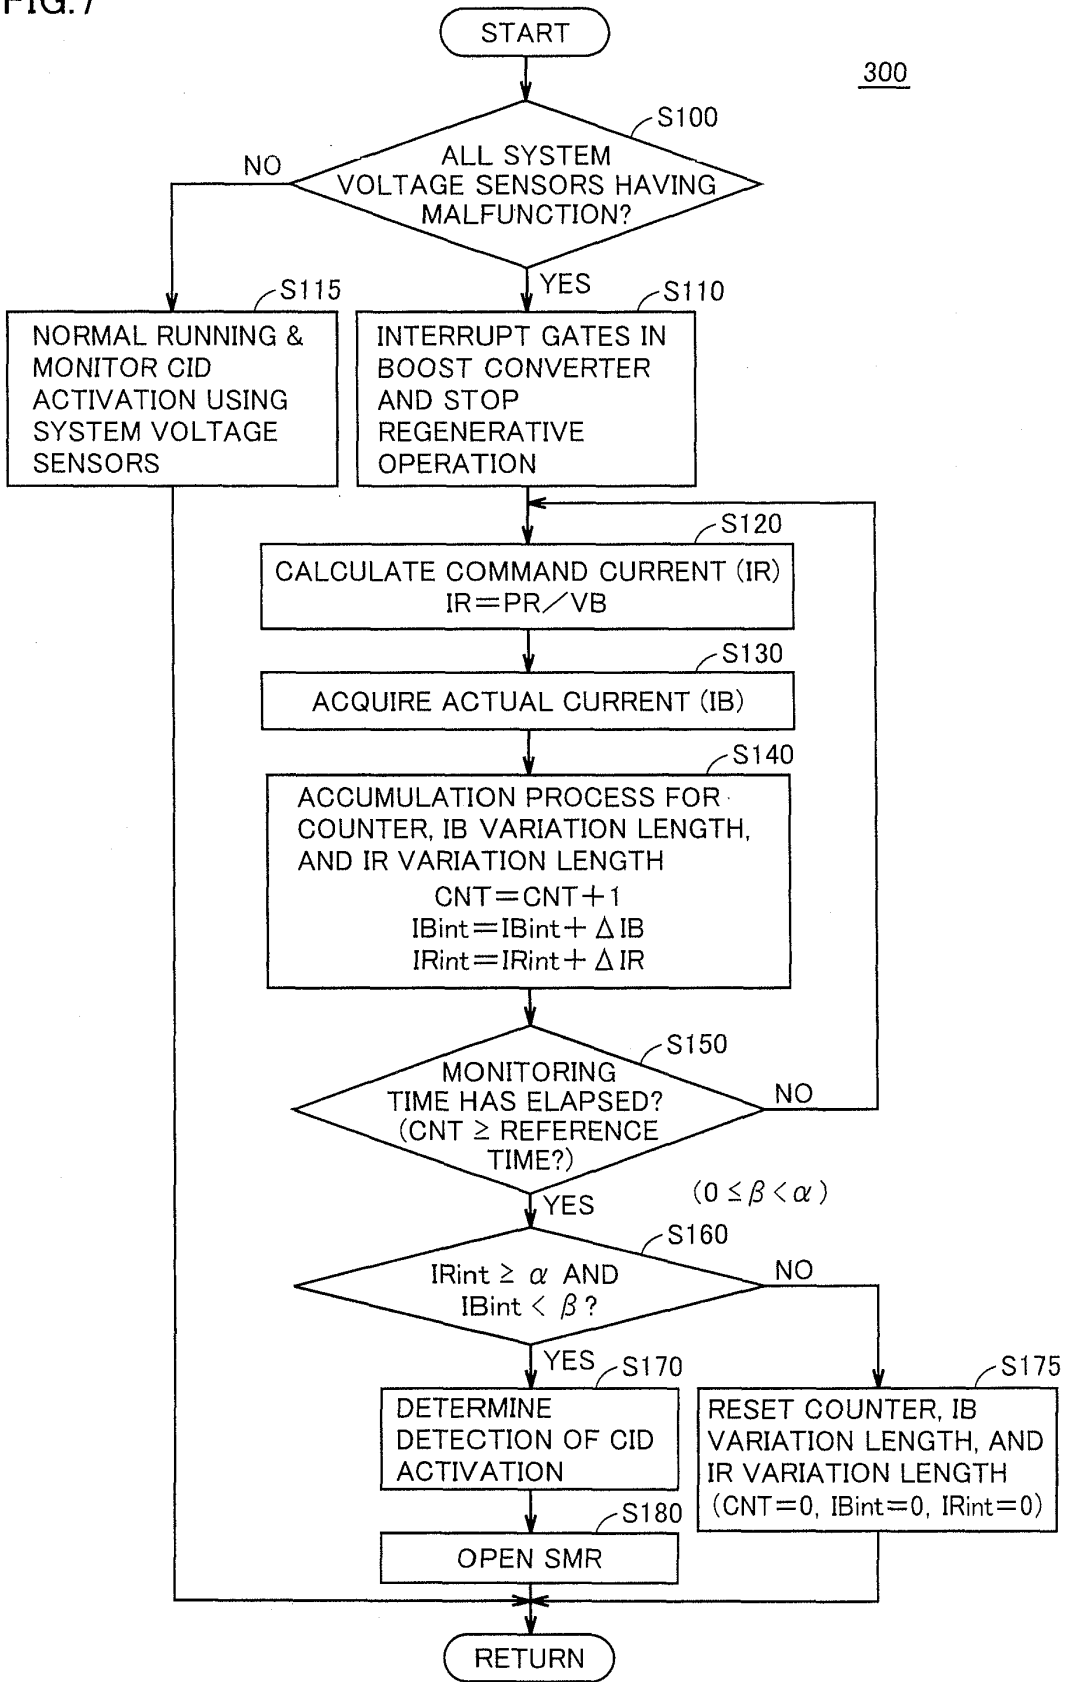 FIG. 7
START
300
S100
ALL SYSTEM
VOLTAGE SENSORS HAVING
MALFUNCTION?
NO
YES
S115
NORMAL RUNNING &
MONITOR CID
ACTIVATION USING
SYSTEM VOLTAGE
SENSORS
S110
INTERRUPT GATES IN
BOOST CONVERTER
AND STOP
REGENERATIVE
OPERATION
S120
CALCULATE COMMAND CURRENT (IR)
IR=PR/VB
S130
ACQUIRE ACTUAL CURRENT (IB)
S140
ACCUMULATION PROCESS FOR
COUNTER, IB VARIATION LENGTH,
AND IR VARIATION LENGTH
CNT=CNT+1
IBint=IBint+ΔIB
IRint=IRint+ΔIR
S150
MONITORING
TIME HAS ELAPSED?
(CNT ≥ REFERENCE
TIME?)
NO
YES
(0 ≤ β < α)
S160
IRint ≥ α AND
IBint < β ?
NO
YES
S170
DETERMINE
DETECTION OF CID
ACTIVATION
S175
RESET COUNTER, IB
VARIATION LENGTH, AND
IR VARIATION LENGTH
(CNT=0, IBint=0, IRint=0)
S180
OPEN SMR
RETURN